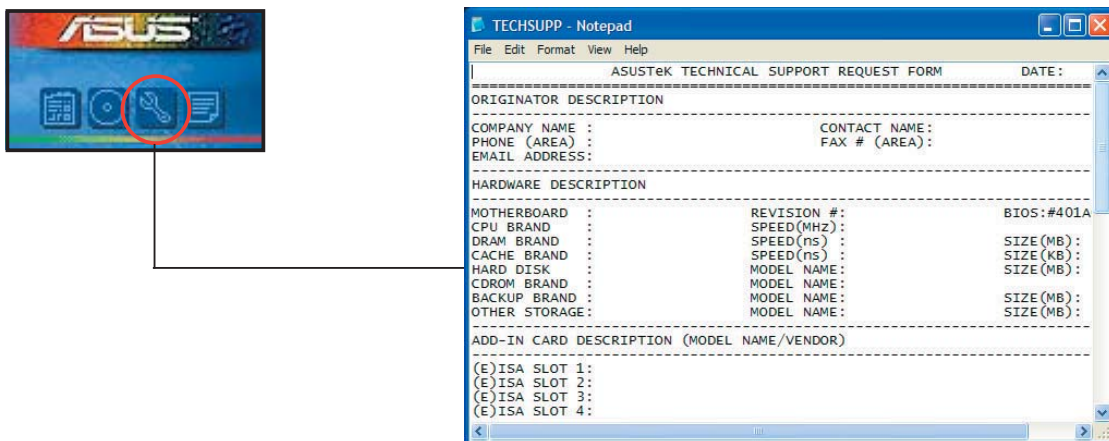 ASUS
TECHSUPP - Notepad
File Edit Format View Help
ASUSTeK TECHNICAL SUPPORT REQUEST FORM DATE:
==========================================================================
ORIGINATOR DESCRIPTION
--------------------------------------------------------------------------
COMPANY NAME : CONTACT NAME:
PHONE (AREA) : FAX # (AREA):
EMAIL ADDRESS:
--------------------------------------------------------------------------
HARDWARE DESCRIPTION
--------------------------------------------------------------------------
MOTHERBOARD : REVISION #: BIOS:#401A
CPU BRAND : SPEED(MHz):
DRAM BRAND : SPEED(ns) : SIZE(MB):
CACHE BRAND : SPEED(ns) : SIZE(KB):
HARD DISK : MODEL NAME: SIZE(MB):
CDROM BRAND : MODEL NAME:
BACKUP BRAND : MODEL NAME: SIZE(MB):
OTHER STORAGE: MODEL NAME: SIZE(MB):
--------------------------------------------------------------------------
ADD-IN CARD DESCRIPTION (MODEL NAME/VENDOR)
--------------------------------------------------------------------------
(E)ISA SLOT 1:
(E)ISA SLOT 2:
(E)ISA SLOT 3:
(E)ISA SLOT 4: